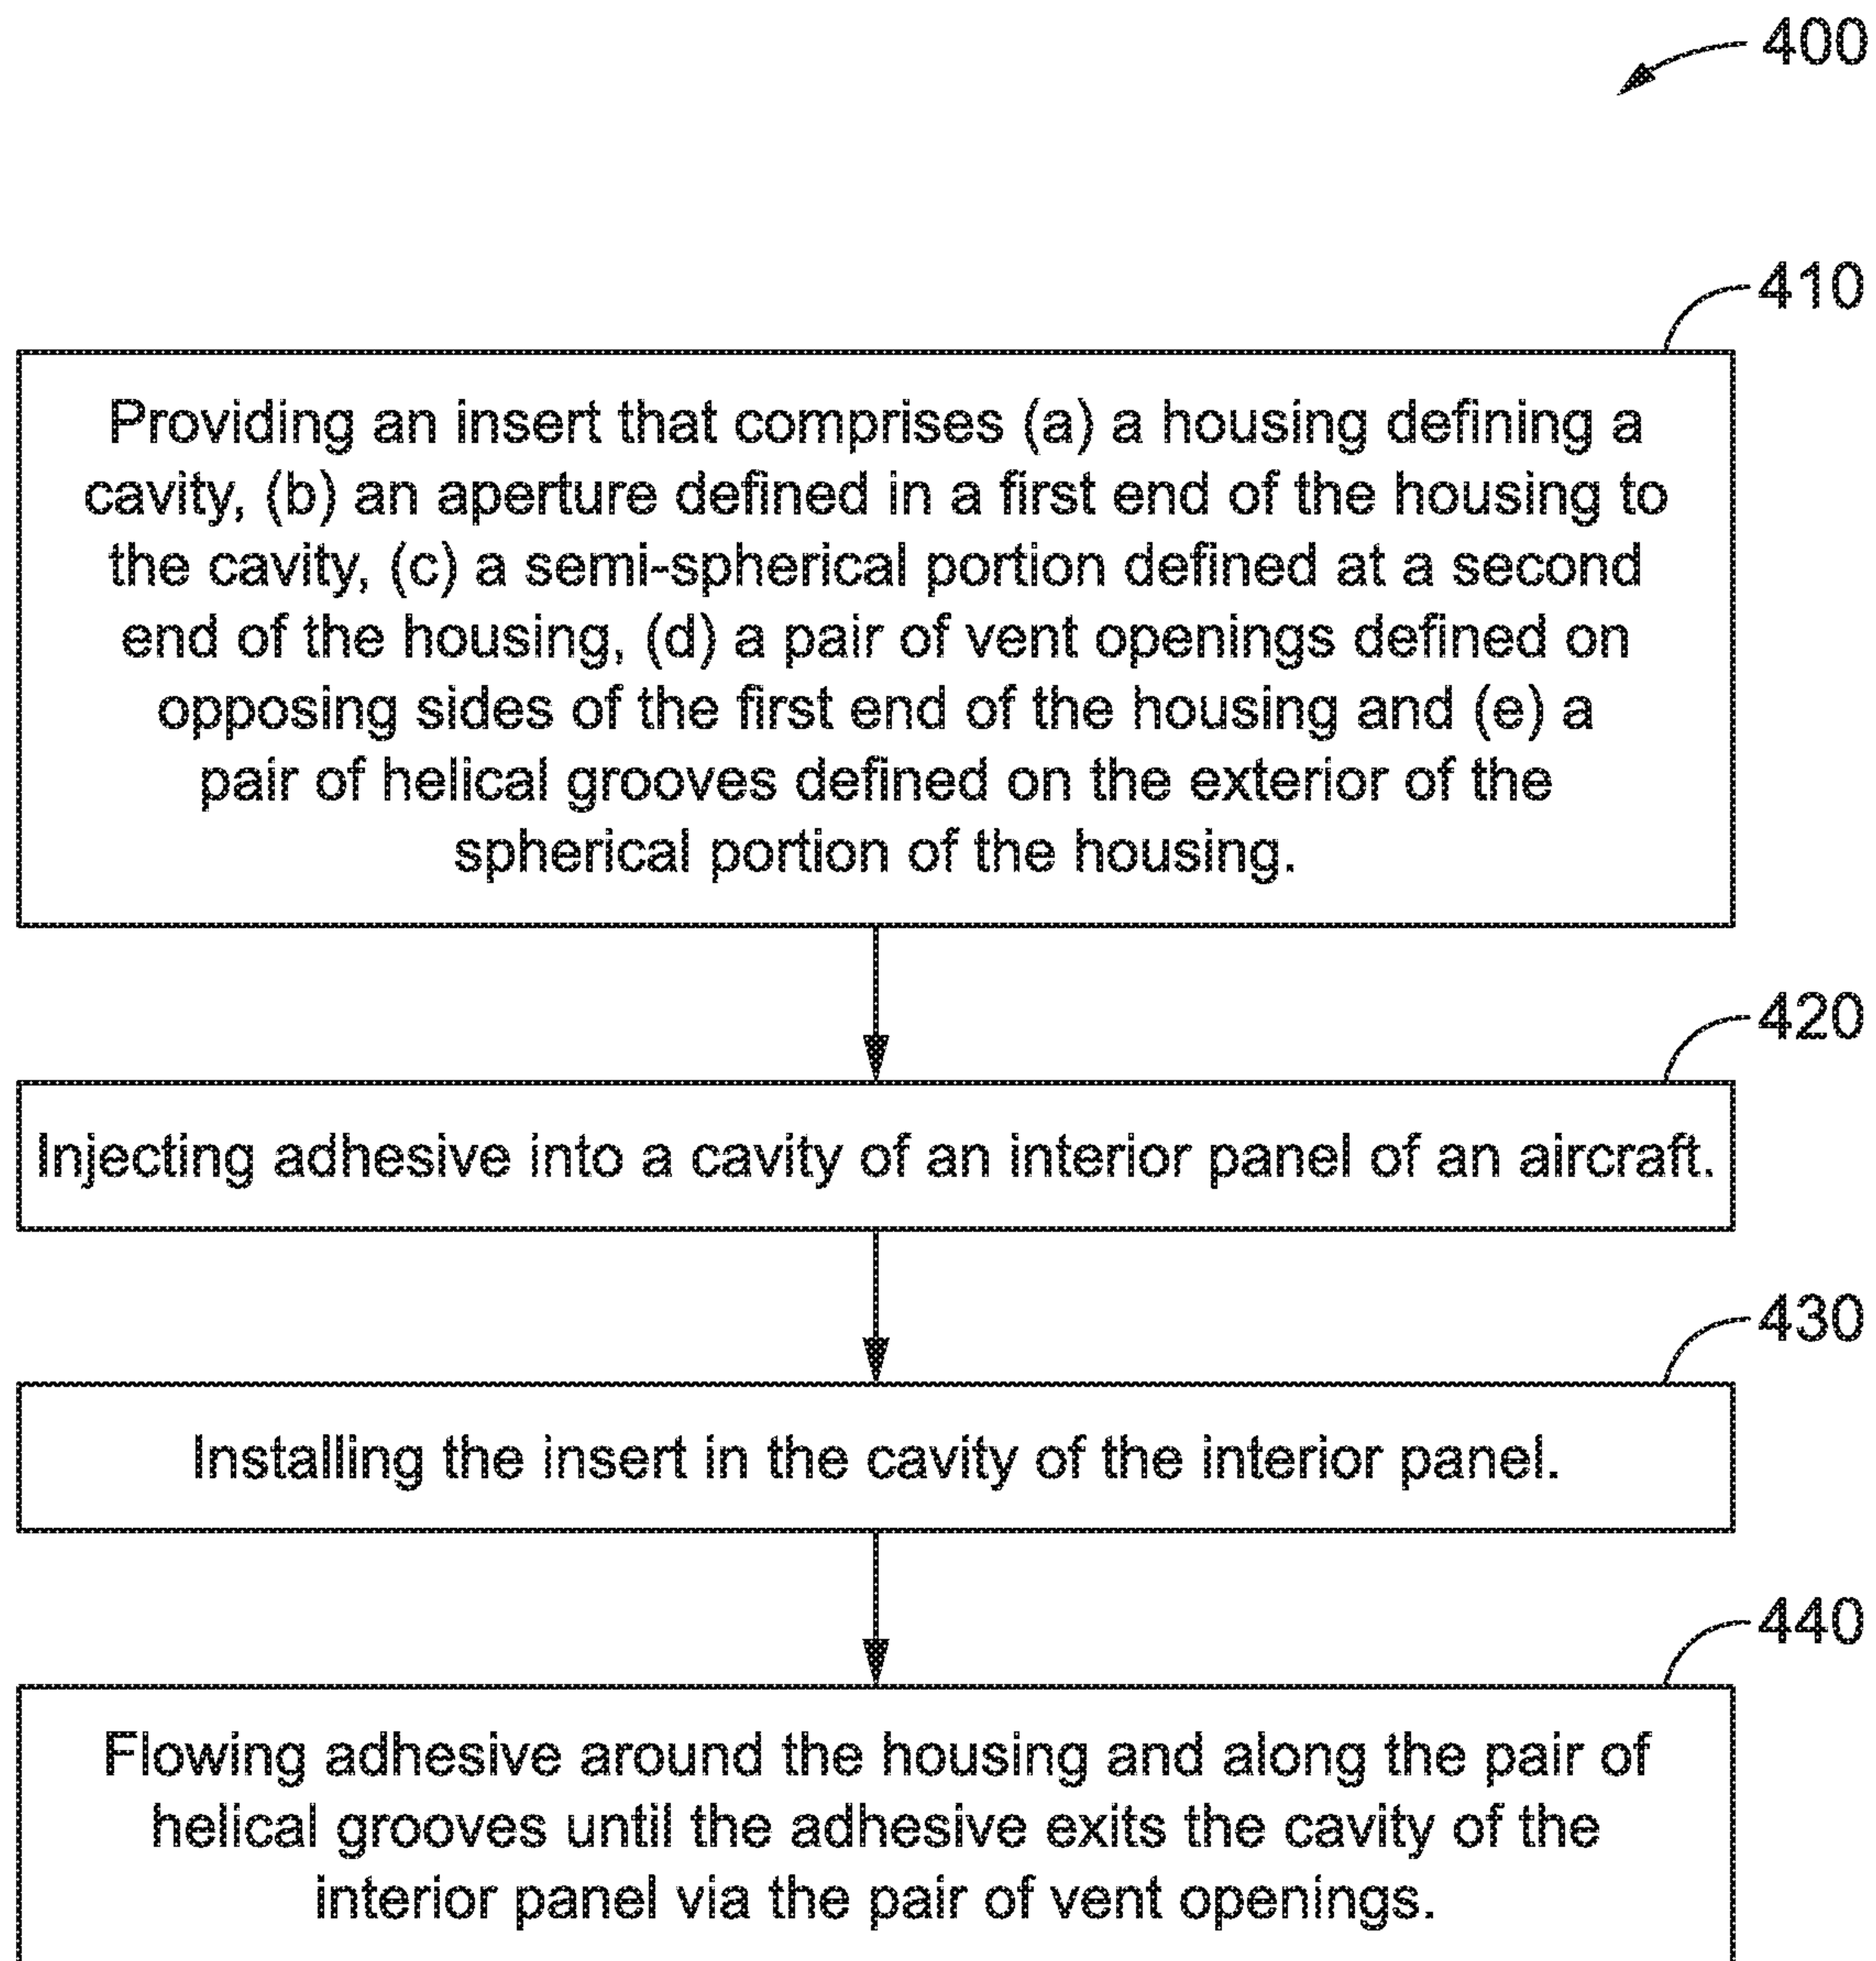 400
410
Providing an insert that comprises (a) a housing defining a
cavity, (b) an aperture defined in a first end of the housing to
the cavity, (c) a semi-spherical portion defined at a second
end of the housing, (d) a pair of vent openings defined on
opposing sides of the first end of the housing and (e) a
pair of helical grooves defined on the exterior of the
spherical portion of the housing.
420
Injecting adhesive into a cavity of an interior panel of an aircraft.
430
Installing the insert in the cavity of the interior panel.
440
Flowing adhesive around the housing and along the pair of
helical grooves until the adhesive exits the cavity of the
interior panel via the pair of vent openings.